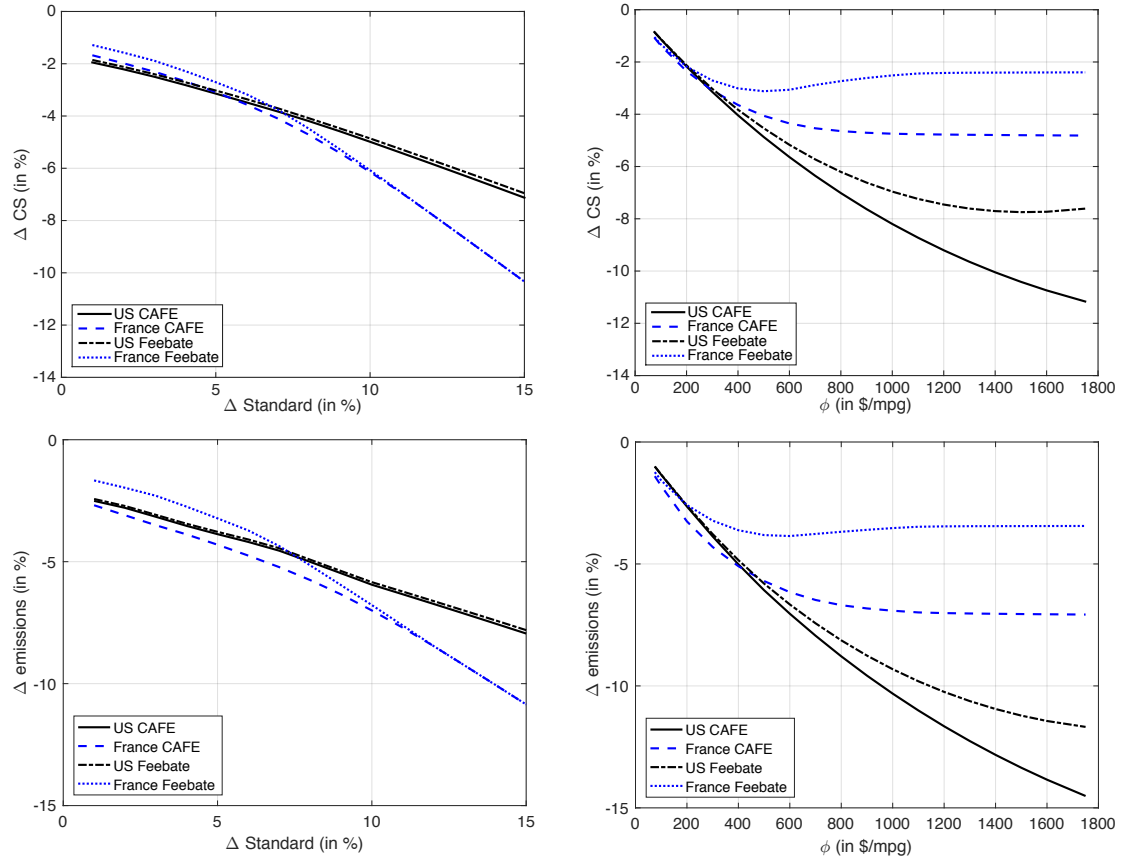 0
-2
-4
-6
-8
-10
-12
-14
Δ CS (in %)
US CAFE
France CAFE
US Feebate
France Feebate
0 5 10 15
Δ Standard (in %)
0
-2
-4
-6
-8
-10
-12
-14
Δ CS (in %)
US CAFE
France CAFE
US Feebate
France Feebate
200 400 600 800 1000 1200 1400 1600 1800
ϕ (in $/mpg)
0
-5
-10
-15
Δ emissions (in %)
US CAFE
France CAFE
US Feebate
France Feebate
0 5 10 15
Δ Standard (in %)
0
-5
-10
-15
Δ emissions (in %)
US CAFE
France CAFE
US Feebate
France Feebate
200 400 600 800 1000 1200 1400 1600 1800
ϕ (in $/mpg)